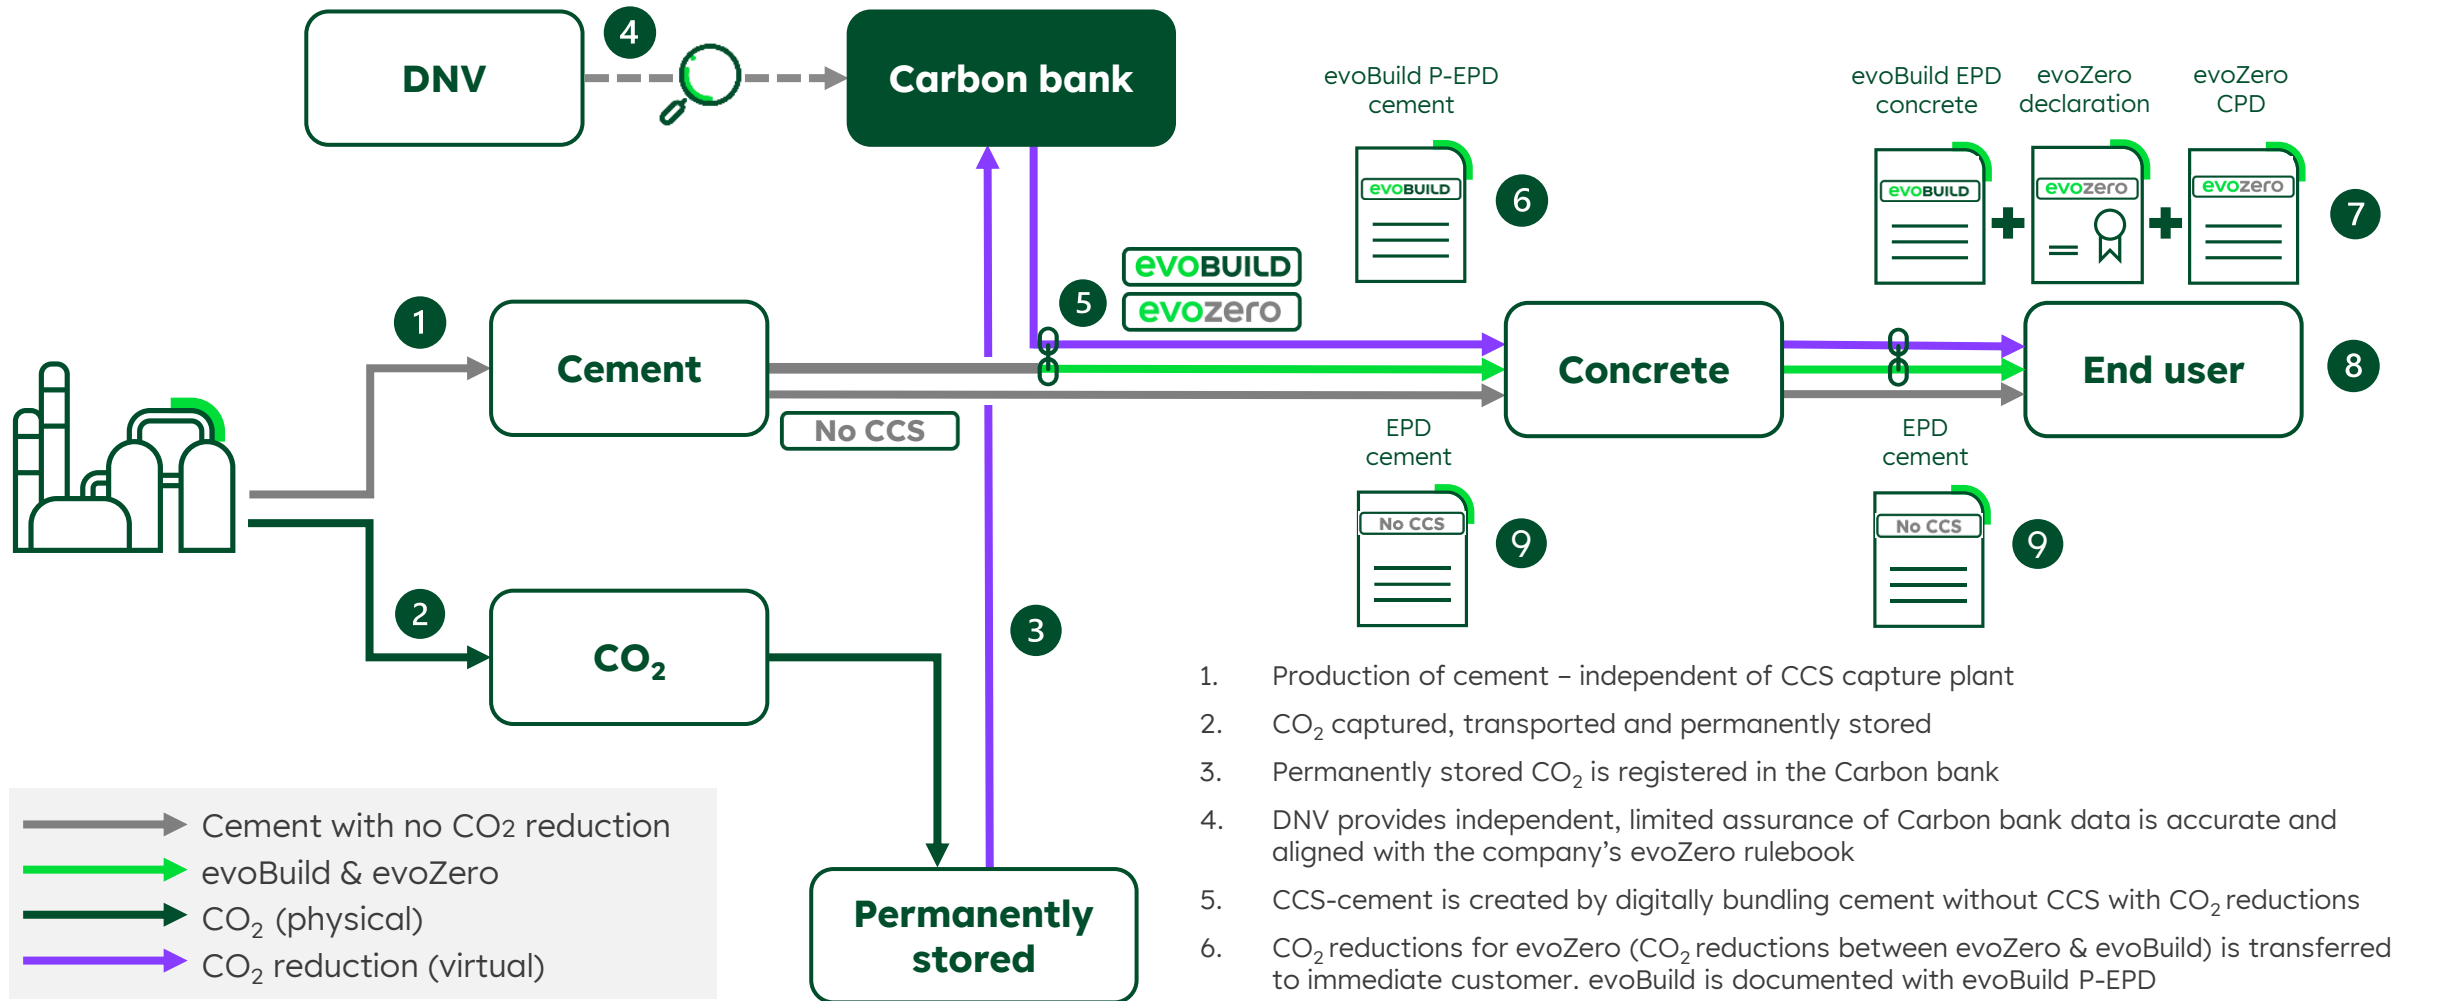 DNV
4
Carbon bank
evoBuild P-EPD
cement
evoBUILD
6
evoBuild EPD
concrete
evoBUILD
evoZero
declaration
evozero
evoZero
CPD
evozero
7
1
Cement
No CCS
5
evoBUILD
evozero
Concrete
End user
8
EPD
cement
No CCS
9
EPD
cement
No CCS
9
2
CO₂
3
Permanently
stored
Cement with no CO2 reduction
evoBuild & evoZero
CO₂ (physical)
CO₂ reduction (virtual)
1. Production of cement – independent of CCS capture plant
2. CO₂ captured, transported and permanently stored
3. Permanently stored CO₂ is registered in the Carbon bank
4. DNV provides independent, limited assurance of Carbon bank data is accurate and
aligned with the company's evoZero rulebook
5. CCS-cement is created by digitally bundling cement without CCS with CO₂ reductions
6. CO₂ reductions for evoZero (CO₂ reductions between evoZero & evoBuild) is transferred
to immediate customer. evoBuild is documented with evoBuild P-EPD